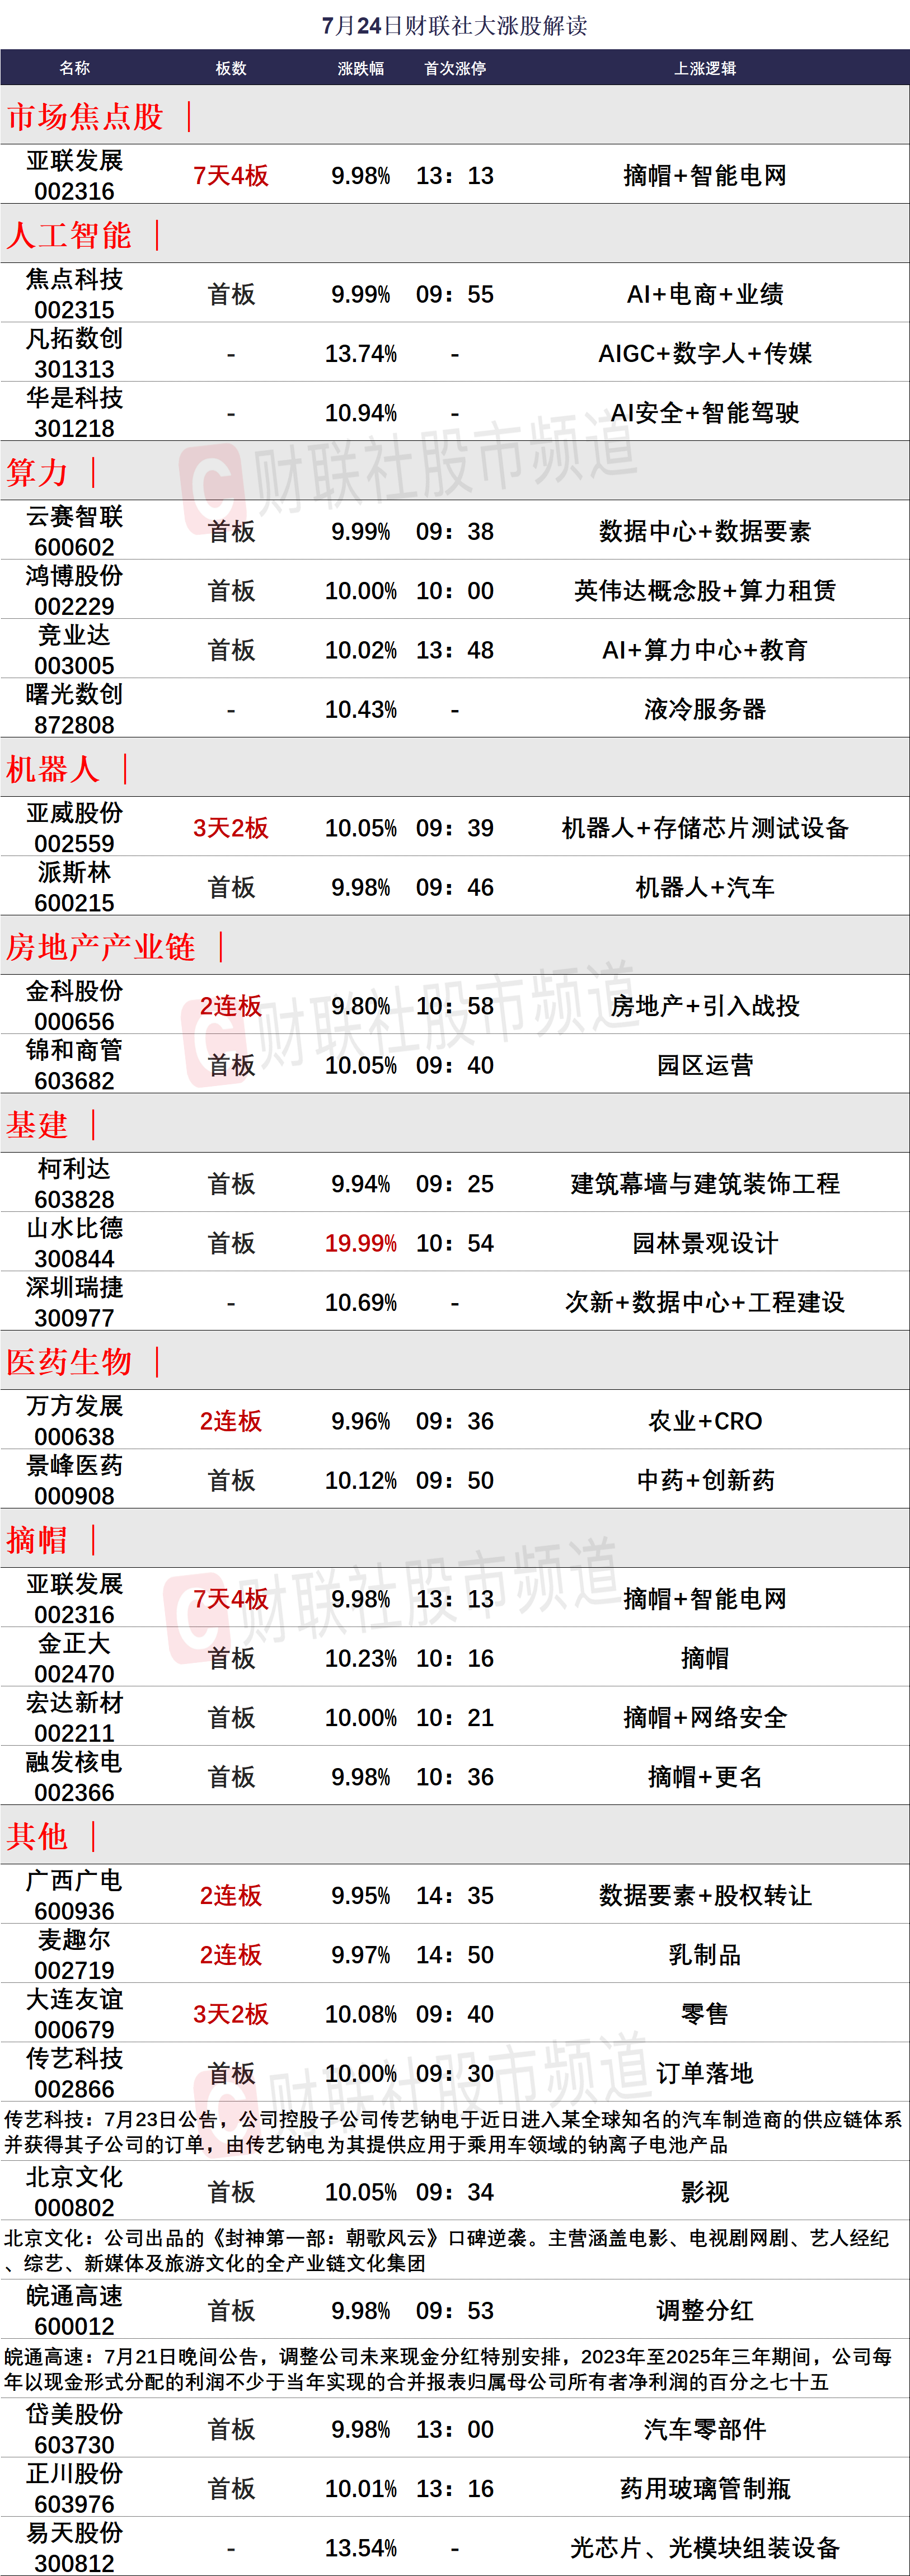 7月24日财联社大涨股解读
名称 板数 涨跌幅 首次涨停 上涨逻辑
市场焦点股 |
亚联发展
002316 7天4板 9.98% 13：13 摘帽+智能电网
人工智能 |
焦点科技
002315 首板 9.99% 09：55 AI+电商+业绩
凡拓数创
301313 - 13.74% - AIGC+数字人+传媒
华是科技
301218 - 10.94% - AI安全+智能驾驶
财联社股市频道
算力 |
云赛智联
600602 首板 9.99% 09：38 数据中心+数据要素
鸿博股份
002229 首板 10.00% 10：00 英伟达概念股+算力租赁
竞业达
003005 首板 10.02% 13：48 AI+算力中心+教育
曙光数创
872808 - 10.43% - 液冷服务器
机器人 |
亚威股份
002559 3天2板 10.05% 09：39 机器人+存储芯片测试设备
派斯林
600215 首板 9.98% 09：46 机器人+汽车
房地产产业链 |
金科股份
000656 2连板 9.80% 10：58 房地产+引入战投
财联社股市频道
锦和商管
603682 首板 10.05% 09：40 园区运营
基建 |
柯利达
603828 首板 9.94% 09：25 建筑幕墙与建筑装饰工程
山水比德
300844 首板 19.99% 10：54 园林景观设计
深圳瑞捷
300977 - 10.69% - 次新+数据中心+工程建设
医药生物 |
万方发展
000638 2连板 9.96% 09：36 农业+CRO
景峰医药
000908 首板 10.12% 09：50 中药+创新药
摘帽 |
亚联发展
002316 7天4板 9.98% 13：13 摘帽+智能电网
财联社股市频道
金正大
002470 首板 10.23% 10：16 摘帽
宏达新材
002211 首板 10.00% 10：21 摘帽+网络安全
融发核电
002366 首板 9.98% 10：36 摘帽+更名
其他 |
广西广电
600936 2连板 9.95% 14：35 数据要素+股权转让
麦趣尔
002719 2连板 9.97% 14：50 乳制品
大连友谊
000679 3天2板 10.08% 09：40 零售
传艺科技
002866 首板 10.00% 09：30 订单落地
财联社股市频道
传艺科技：7月23日公告，公司控股子公司传艺钠电于近日进入某全球知名的汽车制造商的供应链体系
并获得其子公司的订单，由传艺钠电为其提供应用于乘用车领域的钠离子电池产品
北京文化
000802 首板 10.05% 09：34 影视
北京文化：公司出品的《封神第一部：朝歌风云》口碑逆袭。主营涵盖电影、电视剧网剧、艺人经纪
、综艺、新媒体及旅游文化的全产业链文化集团
皖通高速
600012 首板 9.98% 09：53 调整分红
皖通高速：7月21日晚间公告，调整公司未来现金分红特别安排，2023年至2025年三年期间，公司每
年以现金形式分配的利润不少于当年实现的合并报表归属母公司所有者净利润的百分之七十五
岱美股份
603730 首板 9.98% 13：00 汽车零部件
正川股份
603976 首板 10.01% 13：16 药用玻璃管制瓶
易天股份
300812 - 13.54% - 光芯片、光模块组装设备